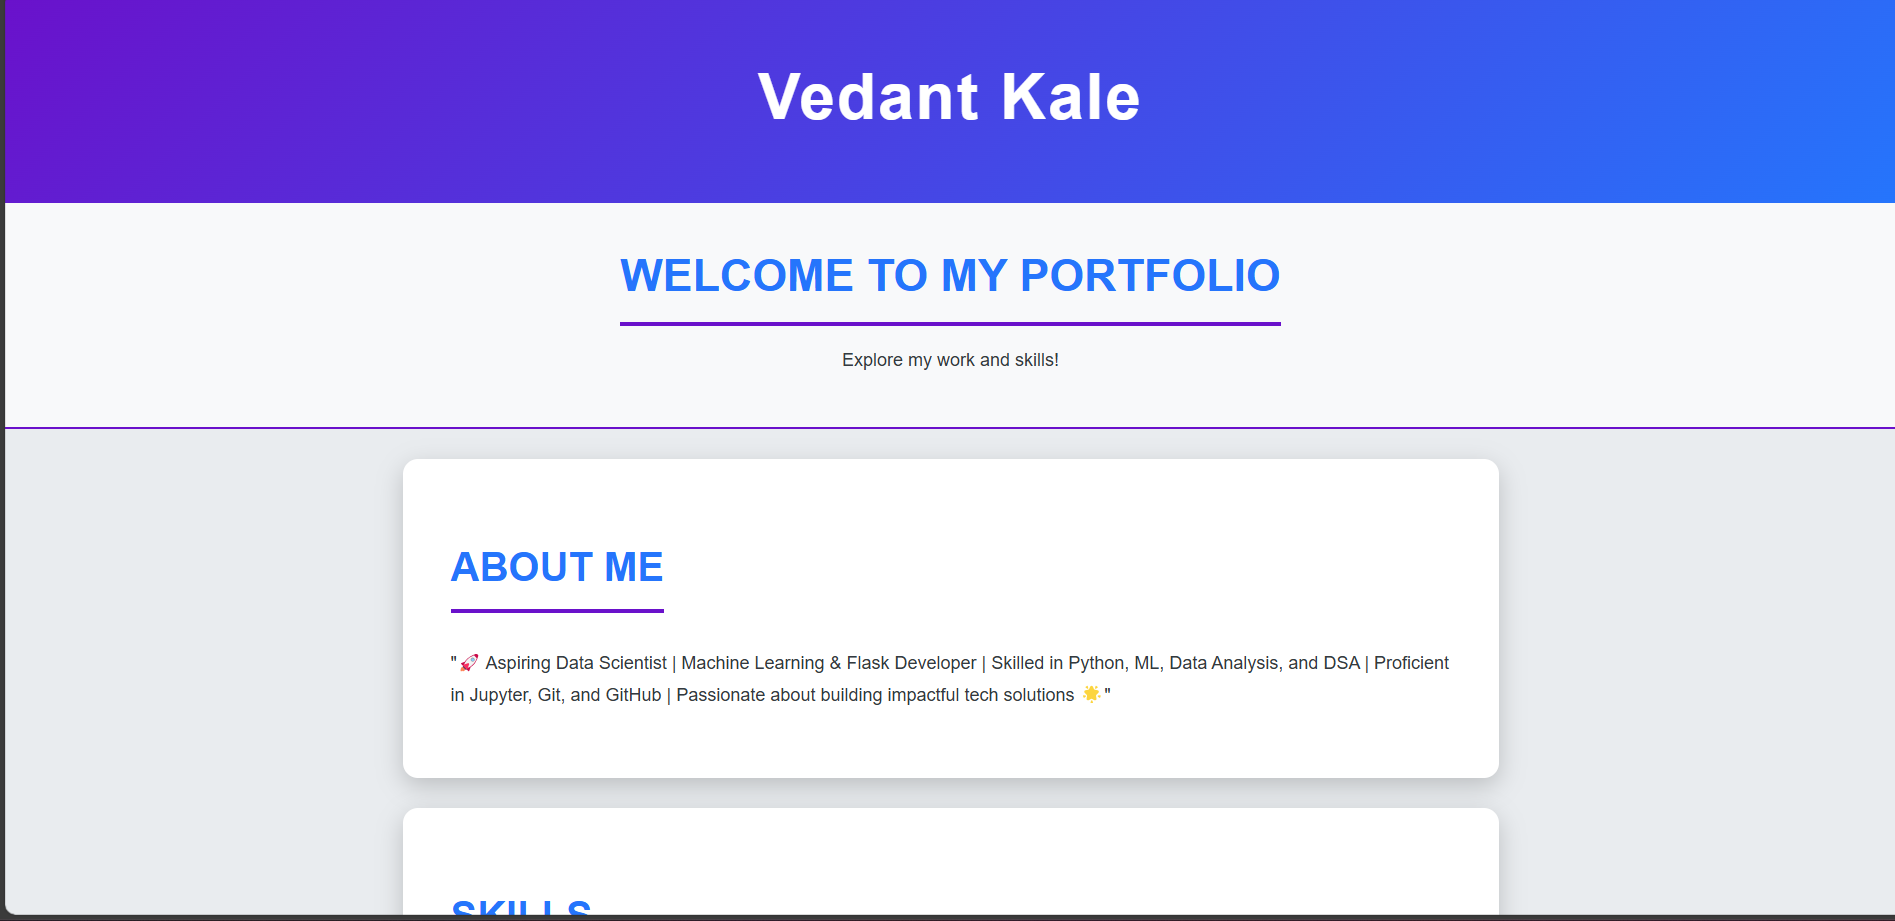 Vedant Kale
WELCOME TO MY PORTFOLIO
Explore my work and skills!
ABOUT ME
"🚀 Aspiring Data Scientist | Machine Learning & Flask Developer | Skilled in Python, ML, Data Analysis, and DSA | Proficient
in Jupyter, Git, and GitHub | Passionate about building impactful tech solutions 🌟"
SKILLS